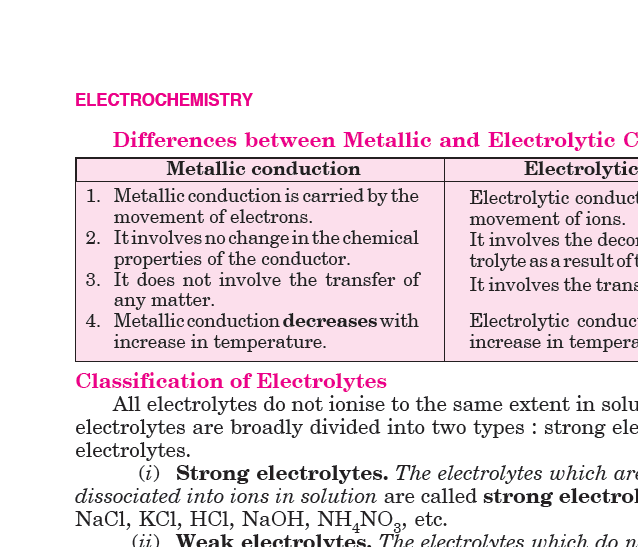 ELECTROCHEMISTRY
Differences between Metallic and Electrolytic C
Metallic conduction
1. Metallic conduction is carried by the
movement of electrons.
2. It involves no change in the chemical
properties of the conductor.
3. It does not involve the transfer of
any matter.
4. Metallic conduction decreases with
increase in temperature.
Electrolytic
Electrolytic conduct
movement of ions.
It involves the decom
trolyte as a result of t
It involves the trans
Electrolytic conduc
increase in tempera
Classification of Electrolytes
All electrolytes do not ionise to the same extent in solu
electrolytes are broadly divided into two types : strong ele
electrolytes.
(i) Strong electrolytes. The electrolytes which are
dissociated into ions in solution are called strong electrol
NaCl, KCl, HCl, NaOH, NH₄NO₃, etc.
(ii) Weak electrolytes. The electrolytes which do n